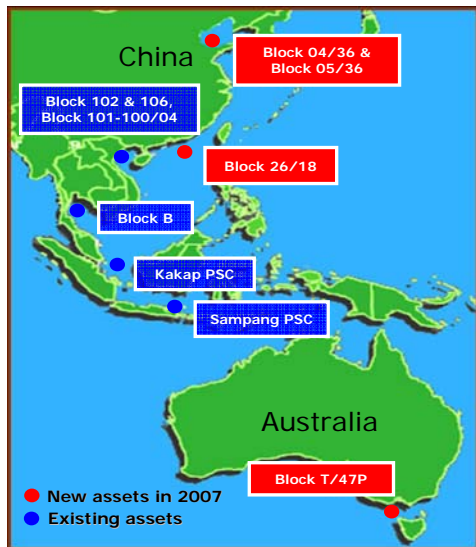 China
Block 04/36 &
Block 05/36
Block 102 & 106,
Block 101-100/04
Block 26/18
Block B
Kakap PSC
Sampang PSC
Australia
Block T/47P
New assets in 2007
Existing assets